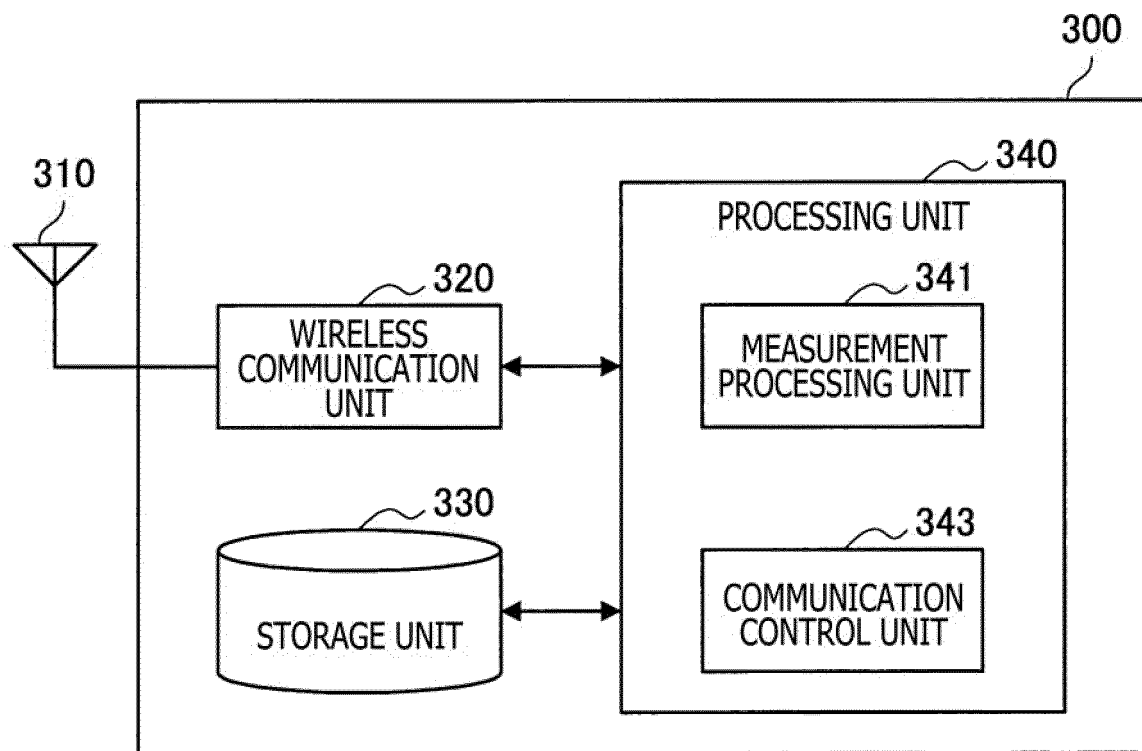 300
310
340
PROCESSING UNIT
320
341
WIRELESS
COMMUNICATION
UNIT
MEASUREMENT
PROCESSING UNIT
330
343
STORAGE UNIT
COMMUNICATION
CONTROL UNIT